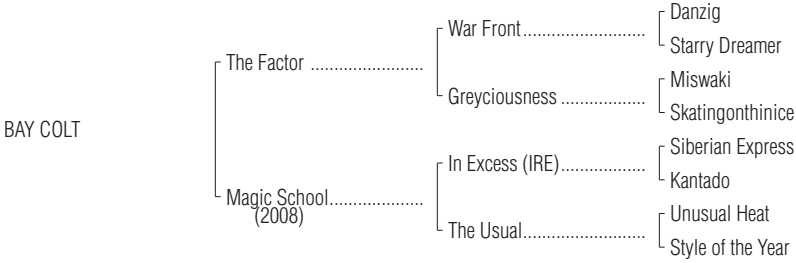 Danzig
War Front..............................
Starry Dreamer
The Factor ............................
Miswaki
Greyciousness .....................
Skatingonthinice
BAY COLT
Siberian Express
In Excess (IRE).....................
Kantado
Magic School.......................
(2008)
Unusual Heat
The Usual..............................
Style of the Year